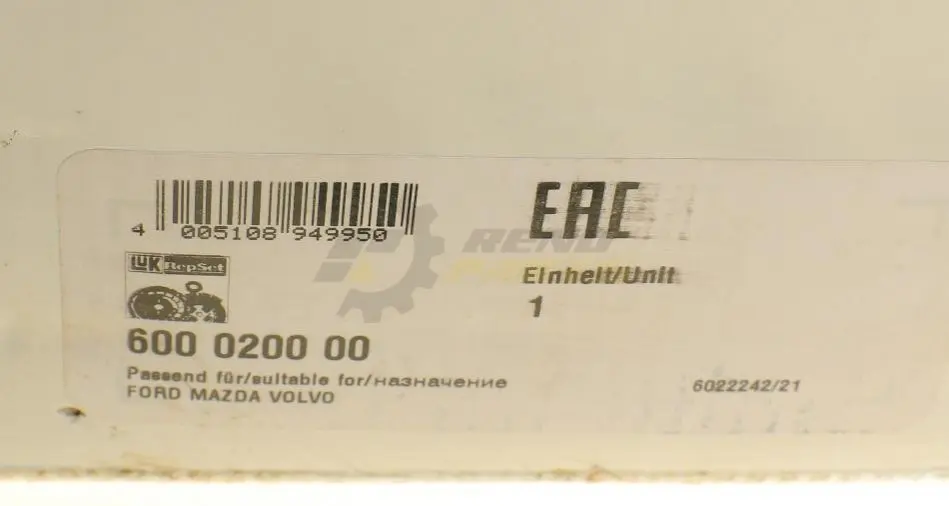 4 005108 949950
EAC
LUK RepSet
REND
Einheit/Unit
1
600 0200 00
Passend für/suitable for/назначение
FORD MAZDA VOLVO
6022242/21